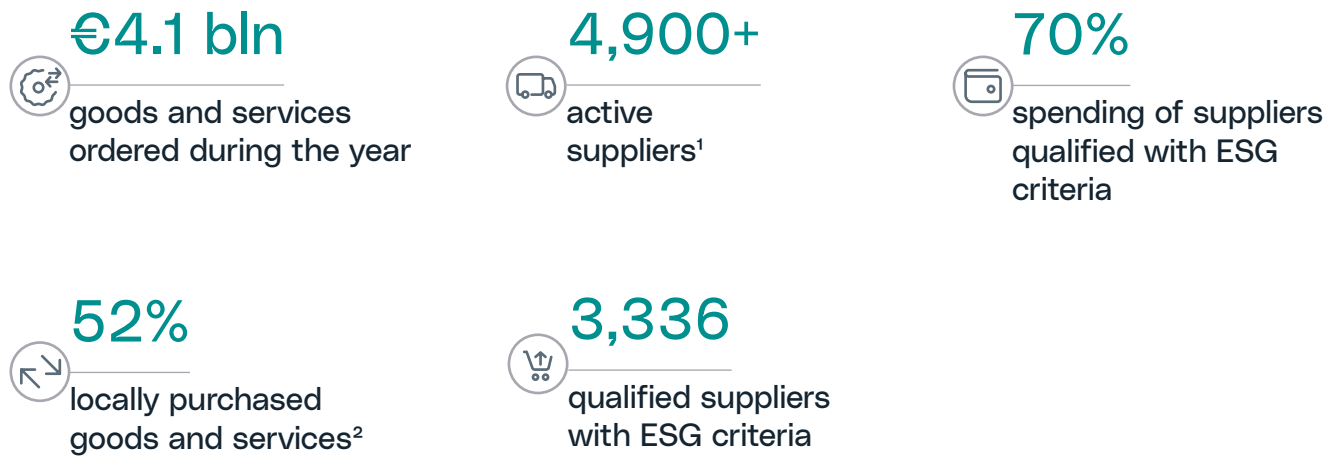 €4.1 bln
goods and services
ordered during the year
4,900+
active
suppliers¹
70%
spending of suppliers
qualified with ESG
criteria
52%
locally purchased
goods and services²
3,336
qualified suppliers
with ESG criteria